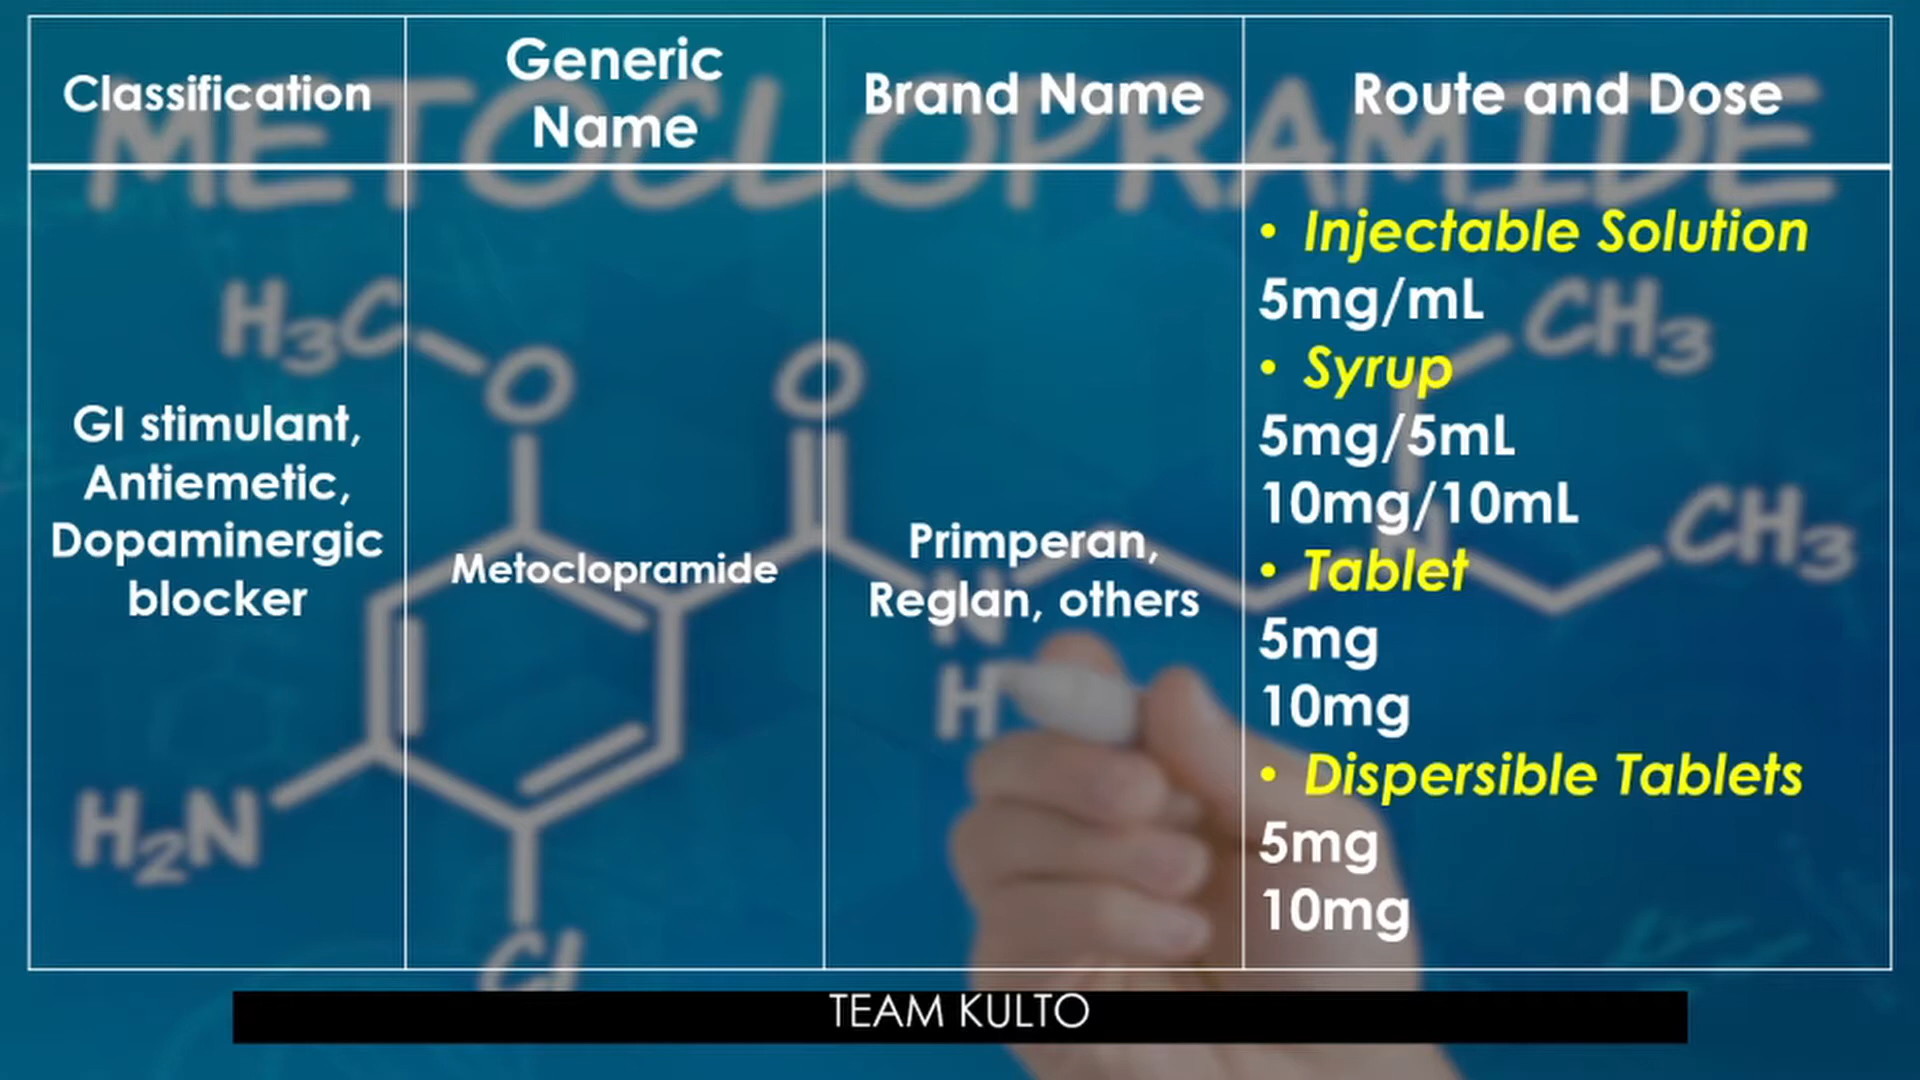 METOCLOPRAMIDE
Classification
Generic
Name
Brand Name
Route and Dose
GI stimulant,
Antiemetic,
Dopaminergic
blocker
Metoclopramide
Primperan,
Reglan, others
• Injectable Solution
5mg/mL
• Syrup
5mg/5mL
10mg/10mL
• Tablet
5mg
10mg
• Dispersible Tablets
5mg
10mg
H3C
O
O
CH3
N
CH3
N
H
H2N
Cl
TEAM KULTO